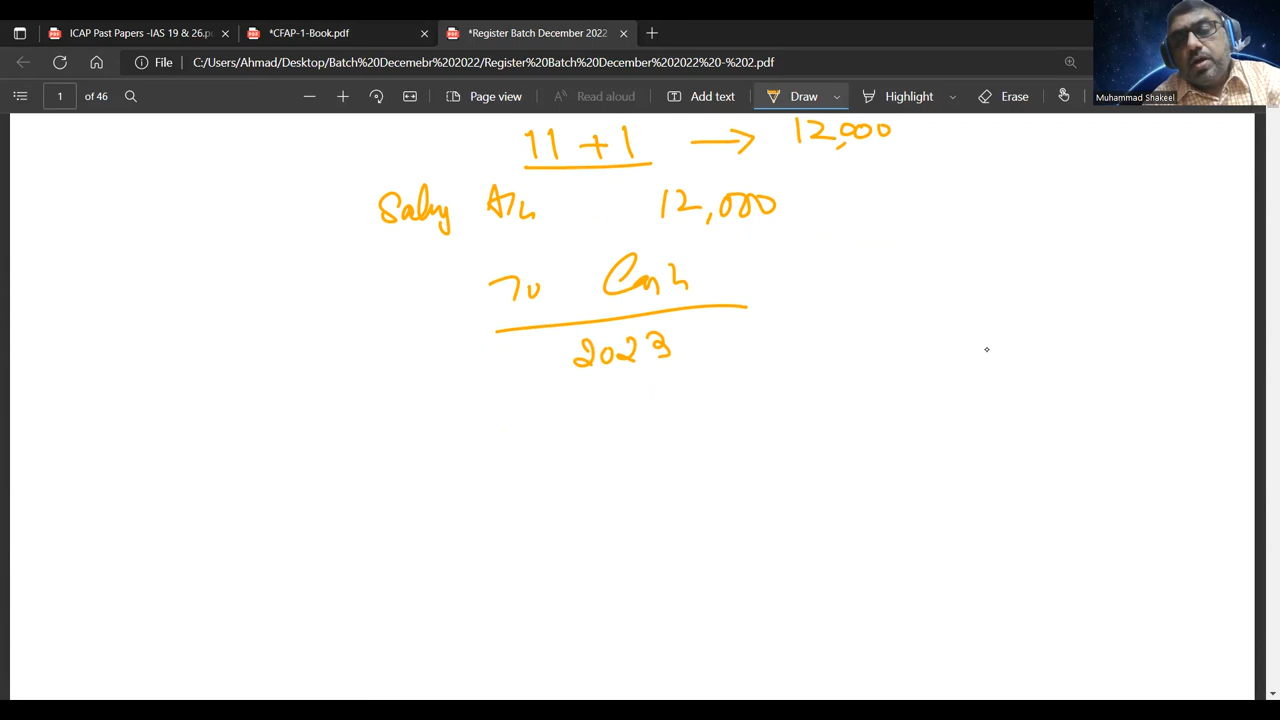 ICAP Past Papers -IAS 19 & 26.p
*CFAP-1-Book.pdf
*Register Batch December 2022
File
C:/Users/Ahmad/Desktop/Batch%20Decemebr%202022/Register%20Batch%20December%202022%20-%202.pdf
1 of 46
Page view
Read aloud
Add text
Draw
Highlight
Erase
Muhammad Shakeel
11 + 1 → 12,000
Salary 12,000
To Cash
2023